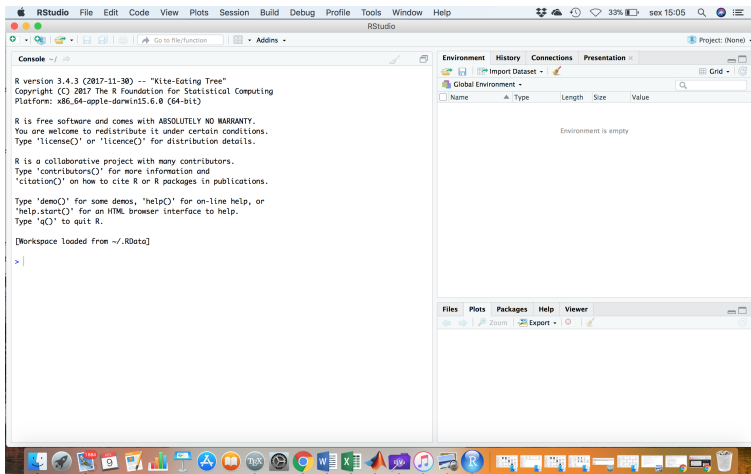 RStudio File Edit Code View Plots Session Build Debug Profile Tools Window Help 33% sex 15:05
RStudio
Go to file/function Addins Project: (None)
Console ~/
R version 3.4.3 (2017-11-30) -- "Kite-Eating Tree"
Copyright (C) 2017 The R Foundation for Statistical Computing
Platform: x86_64-apple-darwin15.6.0 (64-bit)
R is free software and comes with ABSOLUTELY NO WARRANTY.
You are welcome to redistribute it under certain conditions.
Type 'license()' or 'licence()' for distribution details.
R is a collaborative project with many contributors.
Type 'contributors()' for more information and
'citation()' on how to cite R or R packages in publications.
Type 'demo()' for some demos, 'help()' for on-line help, or
'help.start()' for an HTML browser interface to help.
Type 'q()' to quit R.
[Workspace loaded from ~/.RData]
>
Environment History Connections Presentation
Import Dataset Grid
Global Environment
Name Type Length Size Value
Environment is empty
Files Plots Packages Help Viewer
Zoom Export
9 TeX W X R